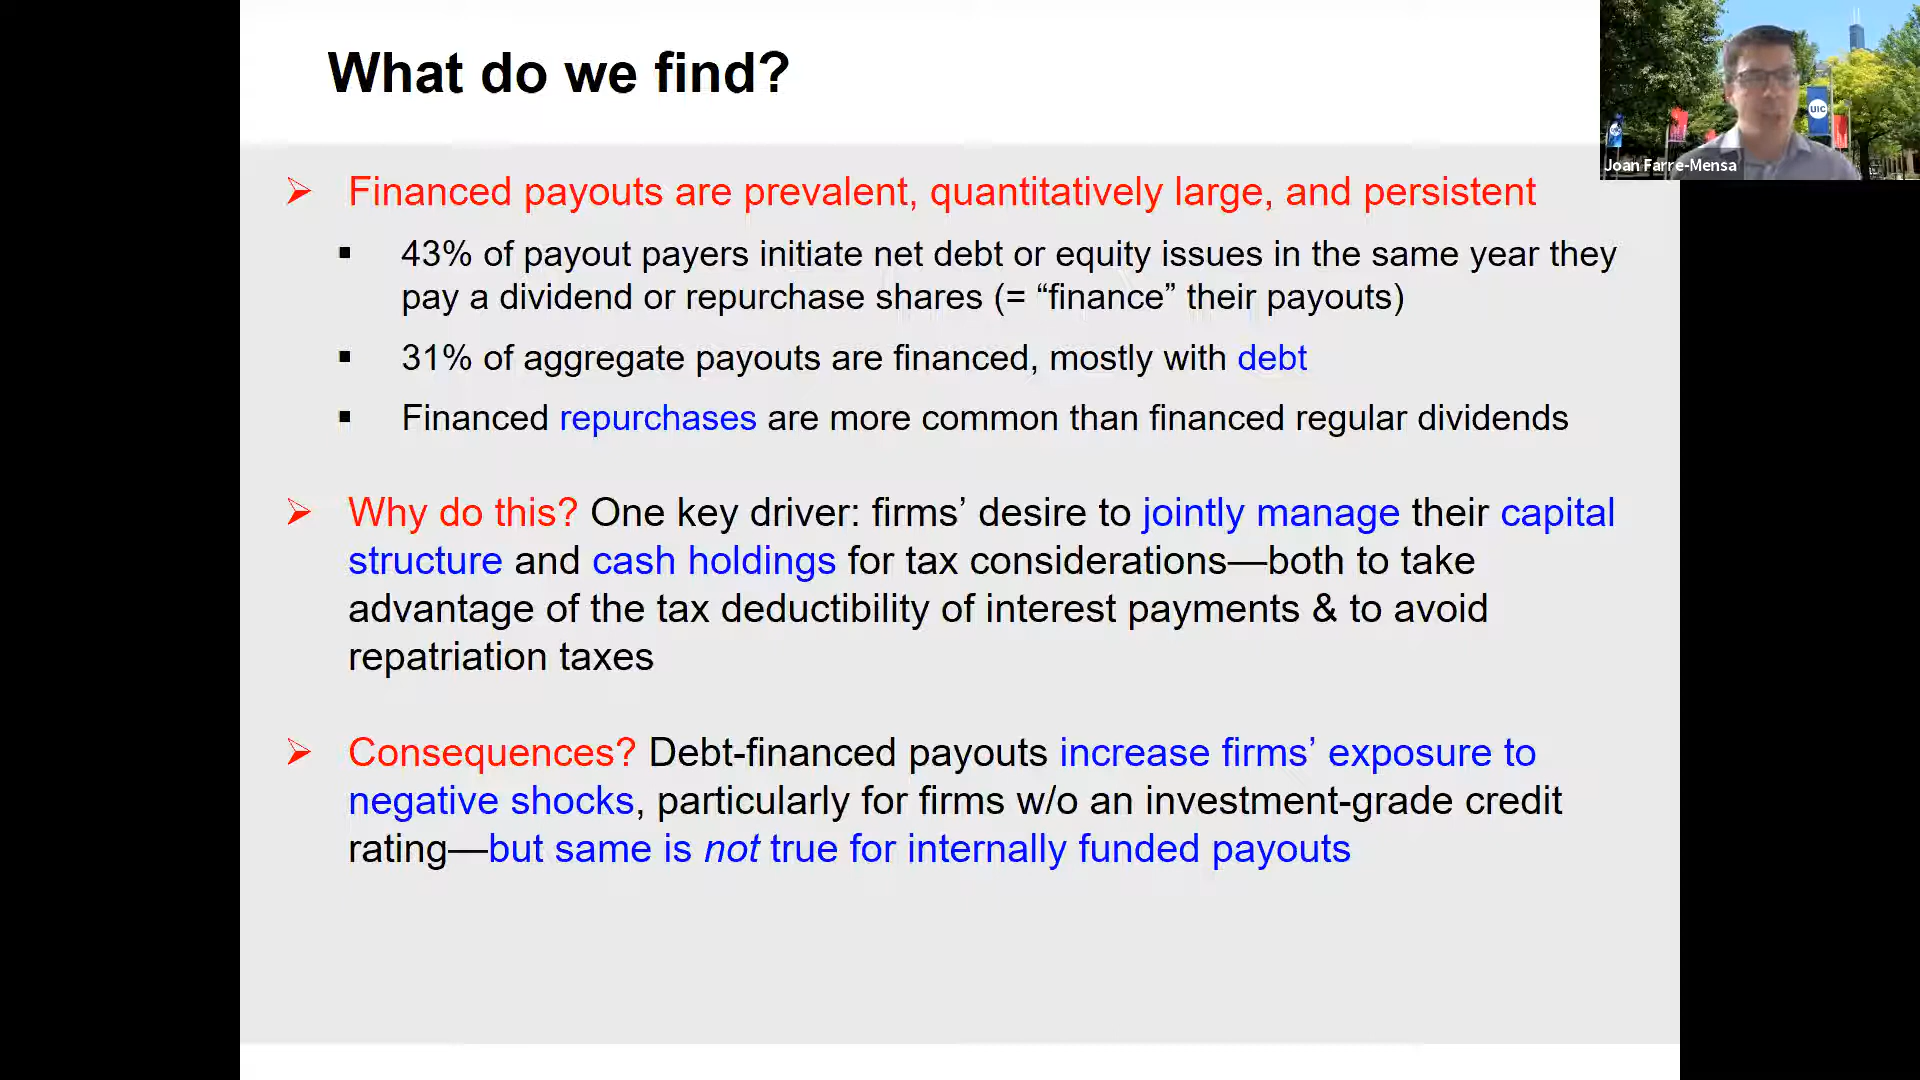 What do we find?
Financed payouts are prevalent, quantitatively large, and persistent
43% of payout payers initiate net debt or equity issues in the same year they
pay a dividend or repurchase shares (= “finance” their payouts)
31% of aggregate payouts are financed, mostly with debt
Financed repurchases are more common than financed regular dividends
Why do this? One key driver: firms’ desire to jointly manage their capital
structure and cash holdings for tax considerations—both to take
advantage of the tax deductibility of interest payments & to avoid
repatriation taxes
Consequences? Debt-financed payouts increase firms’ exposure to
negative shocks, particularly for firms w/o an investment-grade credit
rating—but same is not true for internally funded payouts
UIC
Joan Farre-Mensa